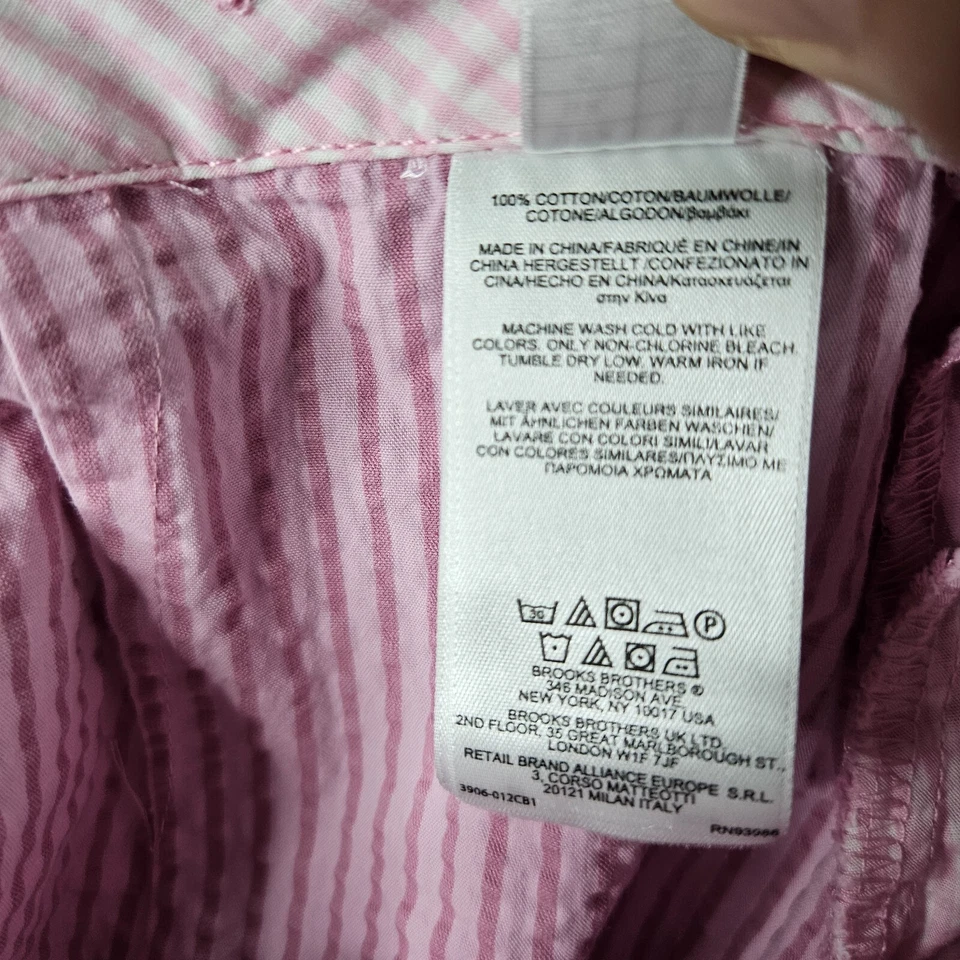 100% COTTON/COTON/BAUMWOLLE/
COTONE/ALGODON/βαμβάκι
MADE IN CHINA/FABRIQUÉ EN CHINE/IN
CHINA HERGESTELLT /CONFEZIONATO IN
CINA/HECHO EN CHINA/Κατασκευάζεται
στην Κίνα
MACHINE WASH COLD WITH LIKE
COLORS. ONLY NON-CHLORINE BLEACH.
TUMBLE DRY LOW. WARM IRON IF
NEEDED.
LAVER AVEC COULEURS SIMILAIRES/
MIT ÄHNLICHEN FARBEN WASCHEN/
LAVARE CON COLORI SIMILI/LAVAR
CON COLORES SIMILARES/ΠΛΥΣΙΜΟ ΜΕ
ΠΑΡΟΜΟΙΑ ΧΡΩΜΑΤΑ
30 P
BROOKS BROTHERS ®
346 MADISON AVE
NEW YORK, NY 10017 USA
BROOKS BROTHERS UK LTD.
2ND FLOOR, 35 GREAT MARLBOROUGH ST.,
LONDON W1F 7JF
RETAIL BRAND ALLIANCE EUROPE S.R.L.
3, CORSO MATTEOTTI
20121 MILAN ITALY
3906-012CB1
RN93986